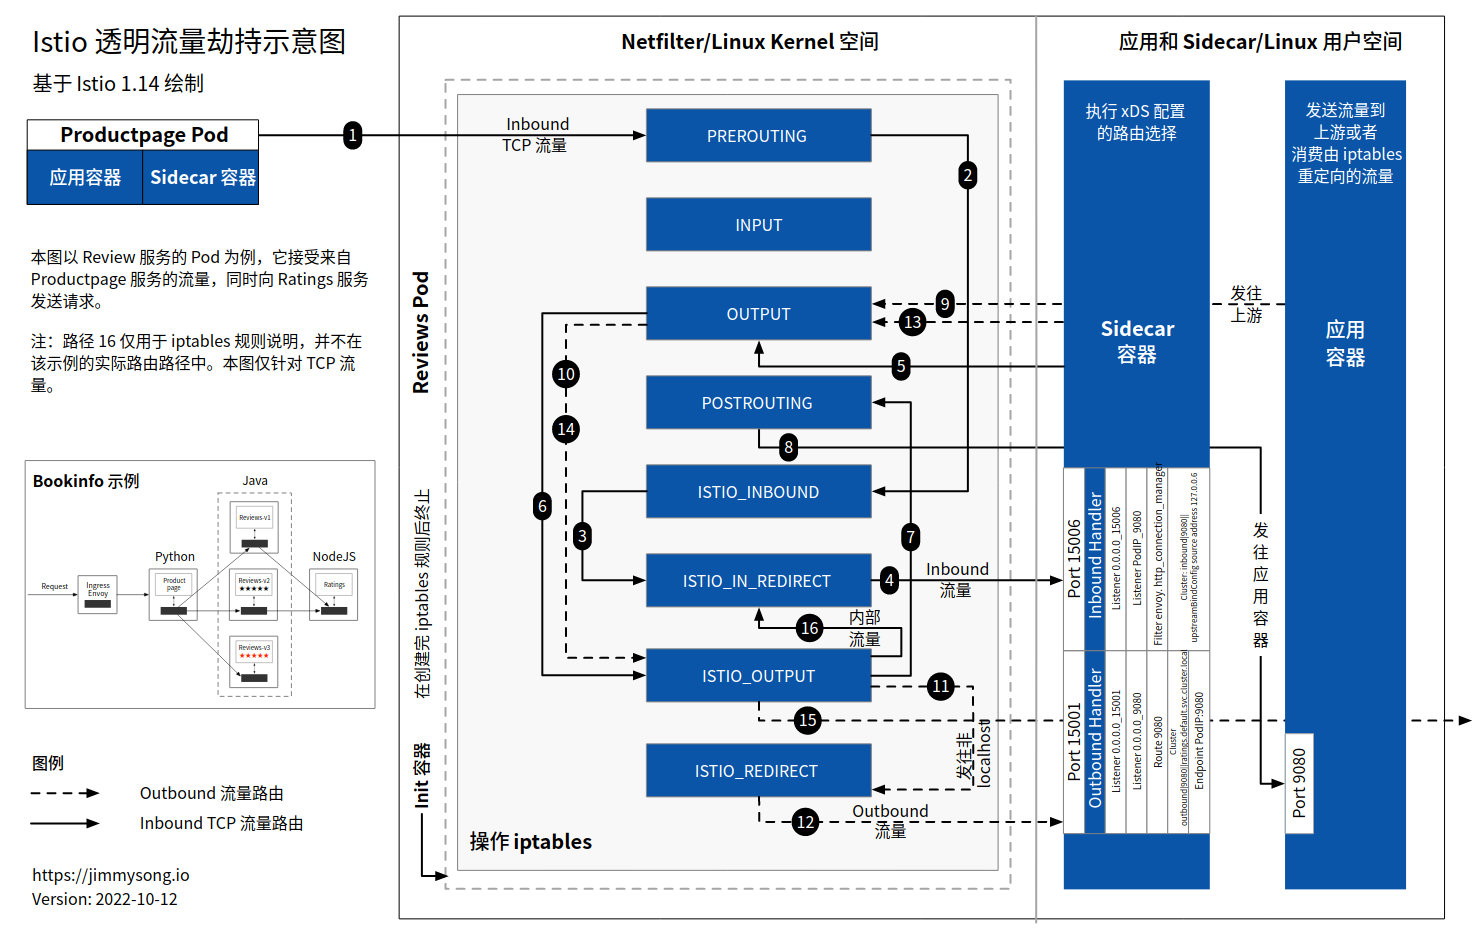 Istio 透明流量劫持示意图
基于 Istio 1.14 绘制
Productpage Pod
应用容器
Sidecar 容器
本图以 Review 服务的 Pod 为例，它接受来自
Productpage 服务的流量，同时向 Ratings 服务
发送请求。
注：路径 16 仅用于 iptables 规则说明，并不在
该示例的实际路由路径中。本图仅针对 TCP 流
量。
Bookinfo 示例
Java
Reviews-v1
Python
NodeJS
Request
Ingress
Envoy
Product
page
Reviews-v2
★★★★★
Ratings
Reviews-v3
★★★★★
图例
Outbound 流量路由
Inbound TCP 流量路由
https://jimmysong.io
Version: 2022-10-12
Netfilter/Linux Kernel 空间
应用和 Sidecar/Linux 用户空间
Reviews Pod
在创建完 iptables 规则后终止
Init 容器
操作 iptables
1
Inbound
TCP 流量
PREROUTING
2
INPUT
OUTPUT
9
13
5
10
POSTROUTING
14
8
ISTIO_INBOUND
6
3
7
ISTIO_IN_REDIRECT
4
Inbound
流量
16
内部
流量
ISTIO_OUTPUT
11
15
发往非
localhost
ISTIO_REDIRECT
12
Outbound
流量
执行 xDS 配置
的路由选择
Sidecar
容器
发往
上游
发送流量到
上游或者
消费由 iptables
重定向的流量
应用
容器
Port 15006
Inbound Handler
Listener 0.0.0.0_15006
Listener PodIP_9080
Filter envoy. http_connection_manager
Cluster: inbound|9080||
upstreamBindConfig source address 127.0.0.6
Port 15001
Outbound Handler
Listener 0.0.0.0_15001
Listener 0.0.0.0_9080
Route 9080
Cluster
outbound|9080||ratings.default.svc.cluster.local
Endpoint PodIP:9080
发往应用容器
Port 9080